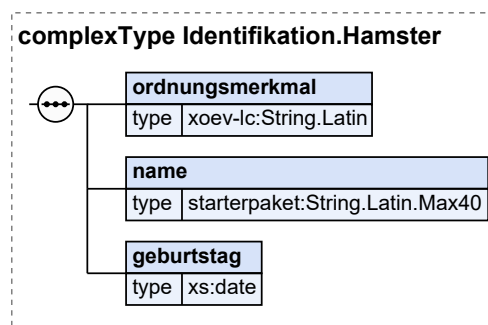 complexType Identifikation.Hamster
ordnungsmerkmal
type xoev-lc:String.Latin
name
type starterpaket:String.Latin.Max40
geburtstag
type xs:date